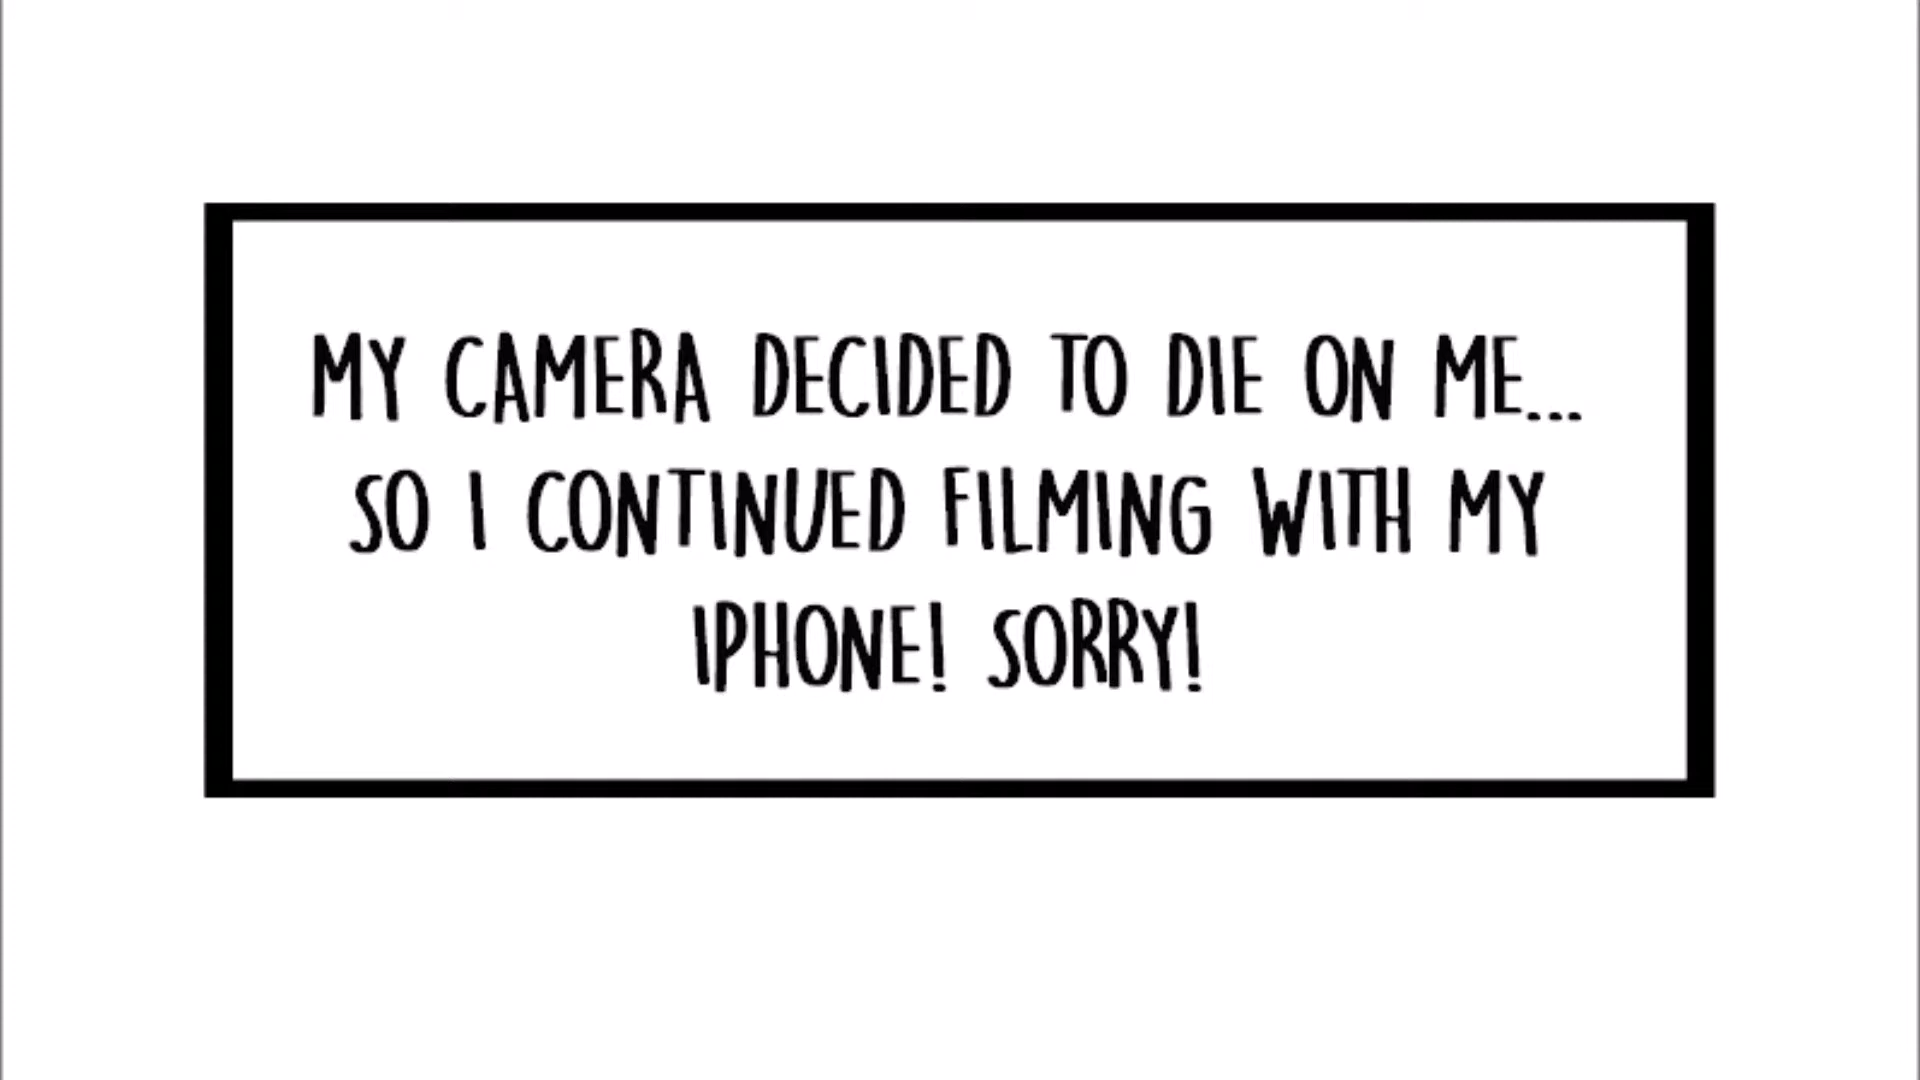 MY CAMERA DECIDED TO DIE ON ME...
SO I CONTINUED FILMING WITH MY
IPHONE! SORRY!